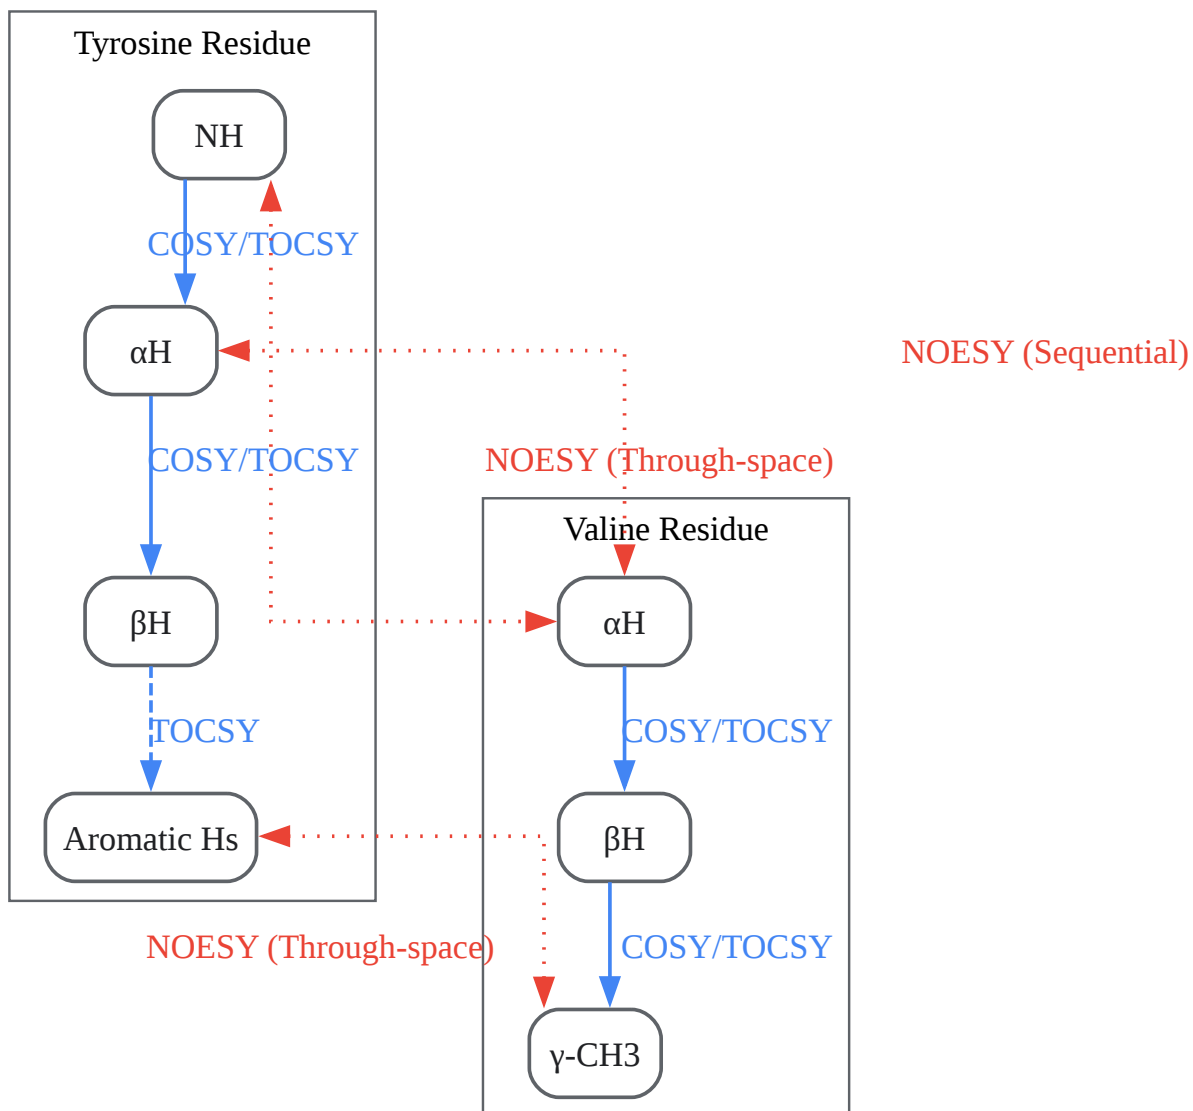 Tyrosine Residue
NH
COSY/TOCSY
αH
NOESY (Sequential)
COSY/TOCSY
NOESY (Through-space)
Valine Residue
βH
αH
TOCSY
COSY/TOCSY
Aromatic Hs
βH
NOESY (Through-space)
COSY/TOCSY
γ-CH3